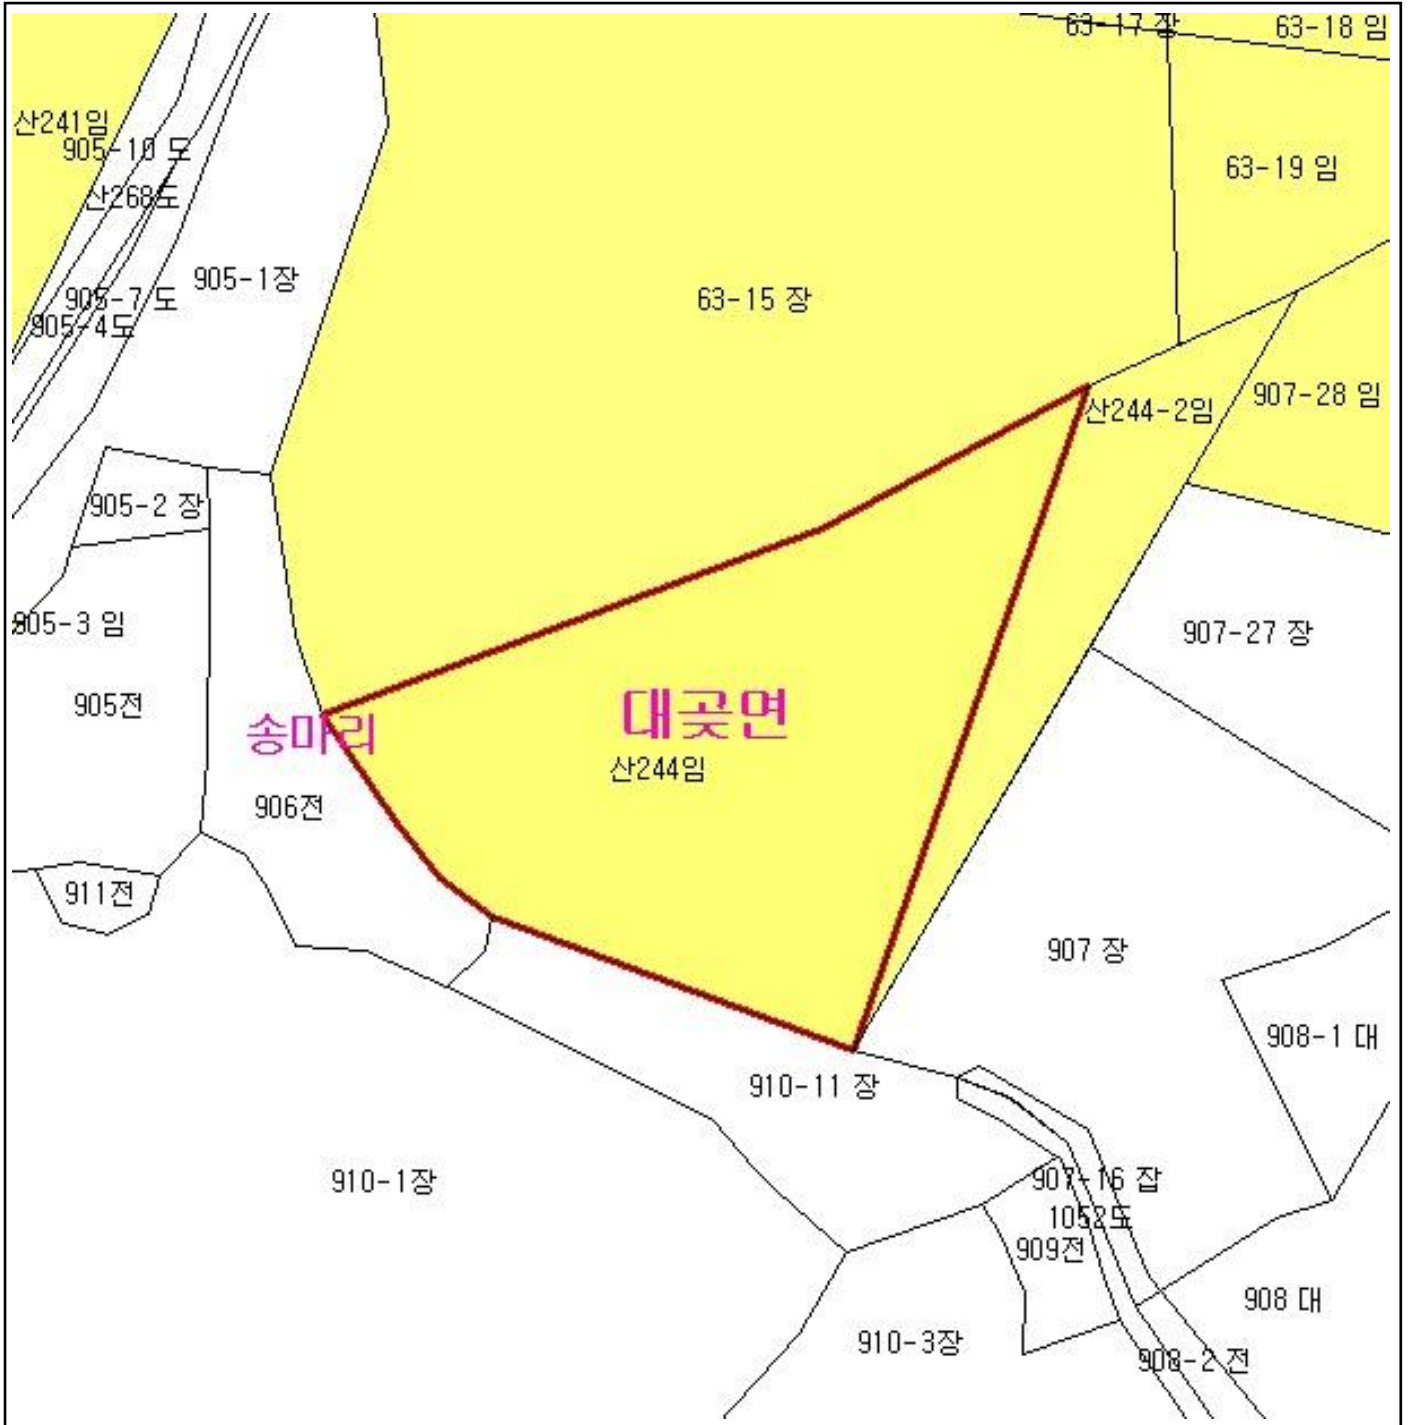 63-17 장
63-18 임
산241임
905-10 도
63-19 임
산268도
905-1장
905-7 도
63-15 장
905-4도
907-28 임
산244-2임
905-2 장
905-3 임
907-27 장
905전
대곶면
송마리
산244임
906전
911전
907 장
908-1 대
910-11 장
910-1장
907-16 잡
1052도
909전
908 대
910-3장
908-2 전